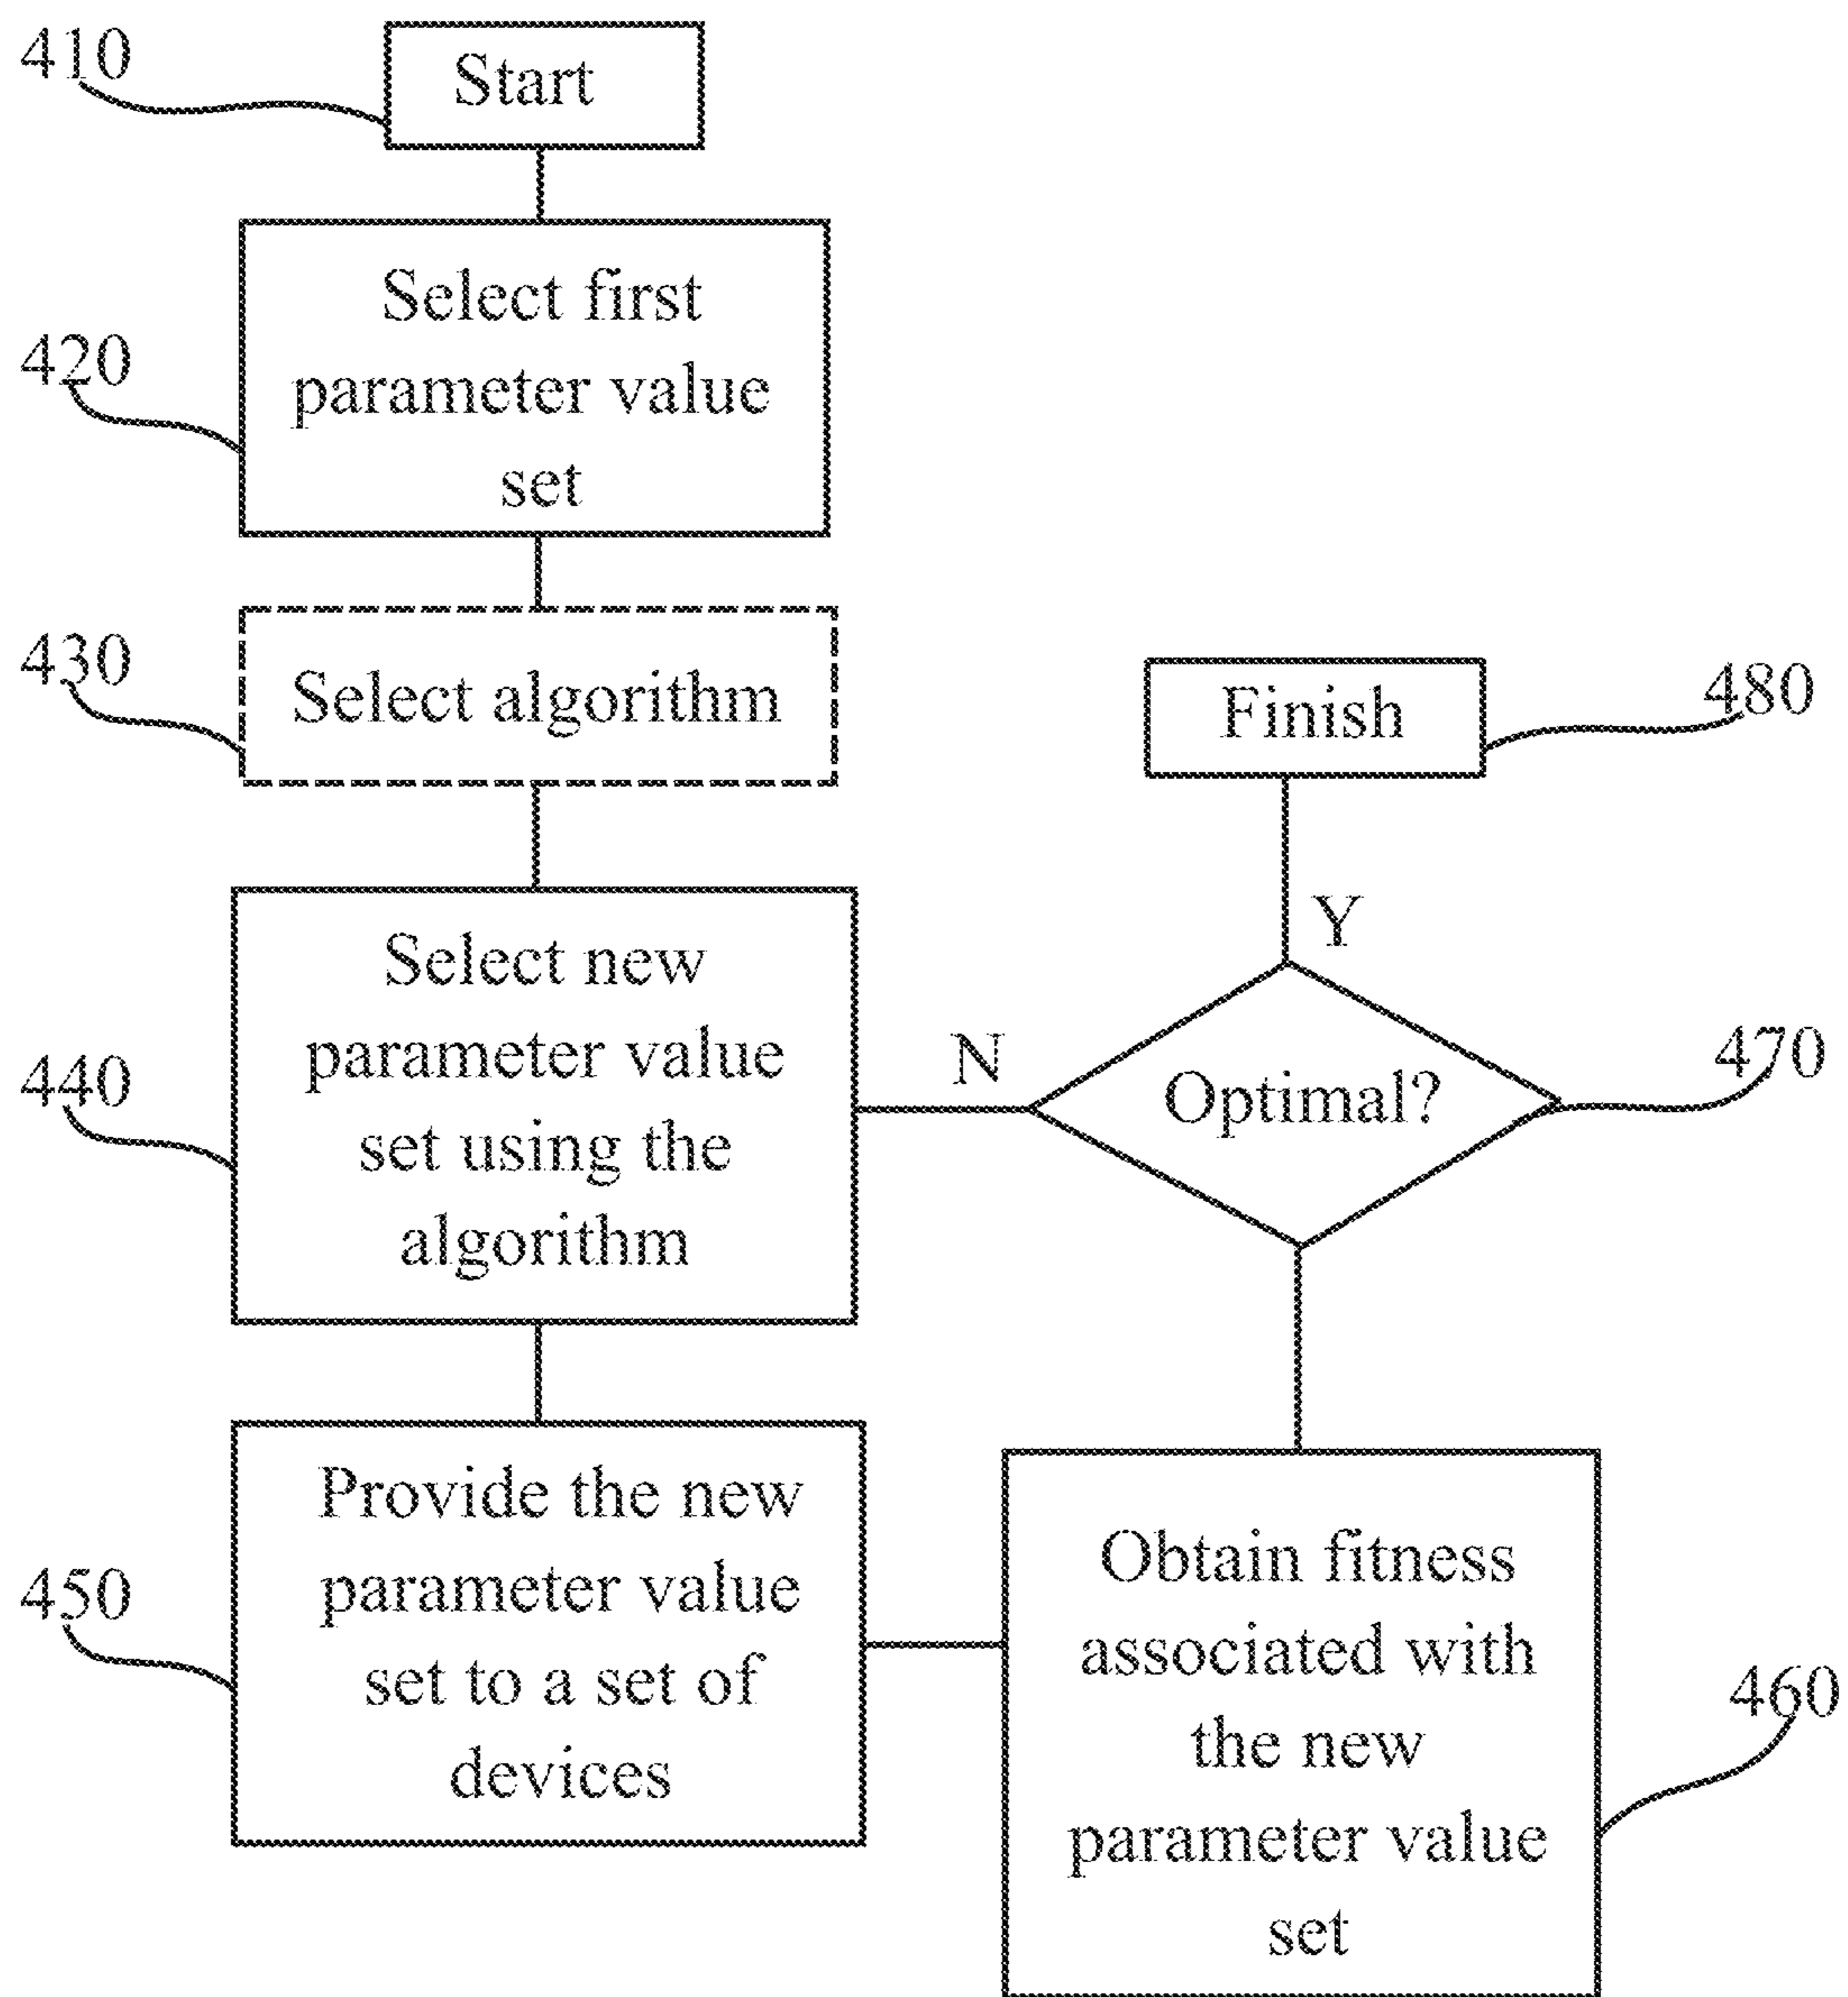 410
Start
420
Select first
parameter value
set
430
Select algorithm
440
Select new
parameter value
set using the
algorithm
450
Provide the new
parameter value
set to a set of
devices
460
Obtain fitness
associated with
the new
parameter value
set
470
Optimal?
N
Y
480
Finish